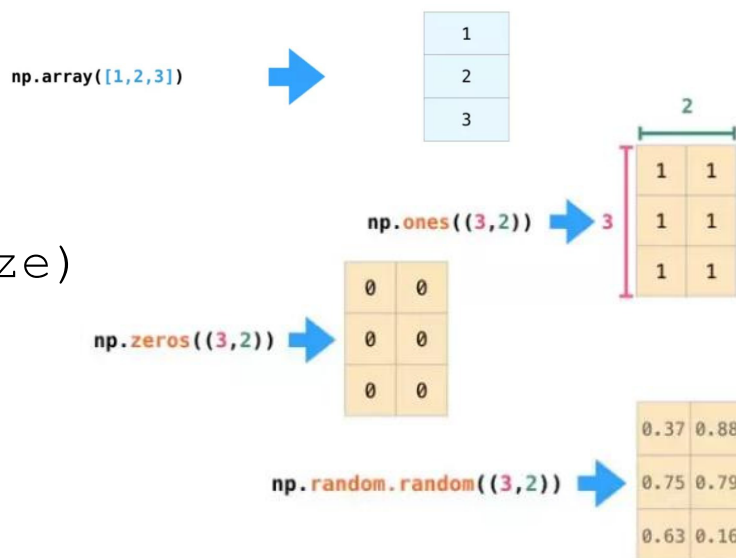 1
np.array([1,2,3])
2
3
2
1 1
np.ones((3,2))
3
1 1
1 1
ze)
0 0
np.zeros((3,2))
0 0
0 0
0.37 0.88
np.random.random((3,2))
0.75 0.79
0.63 0.16